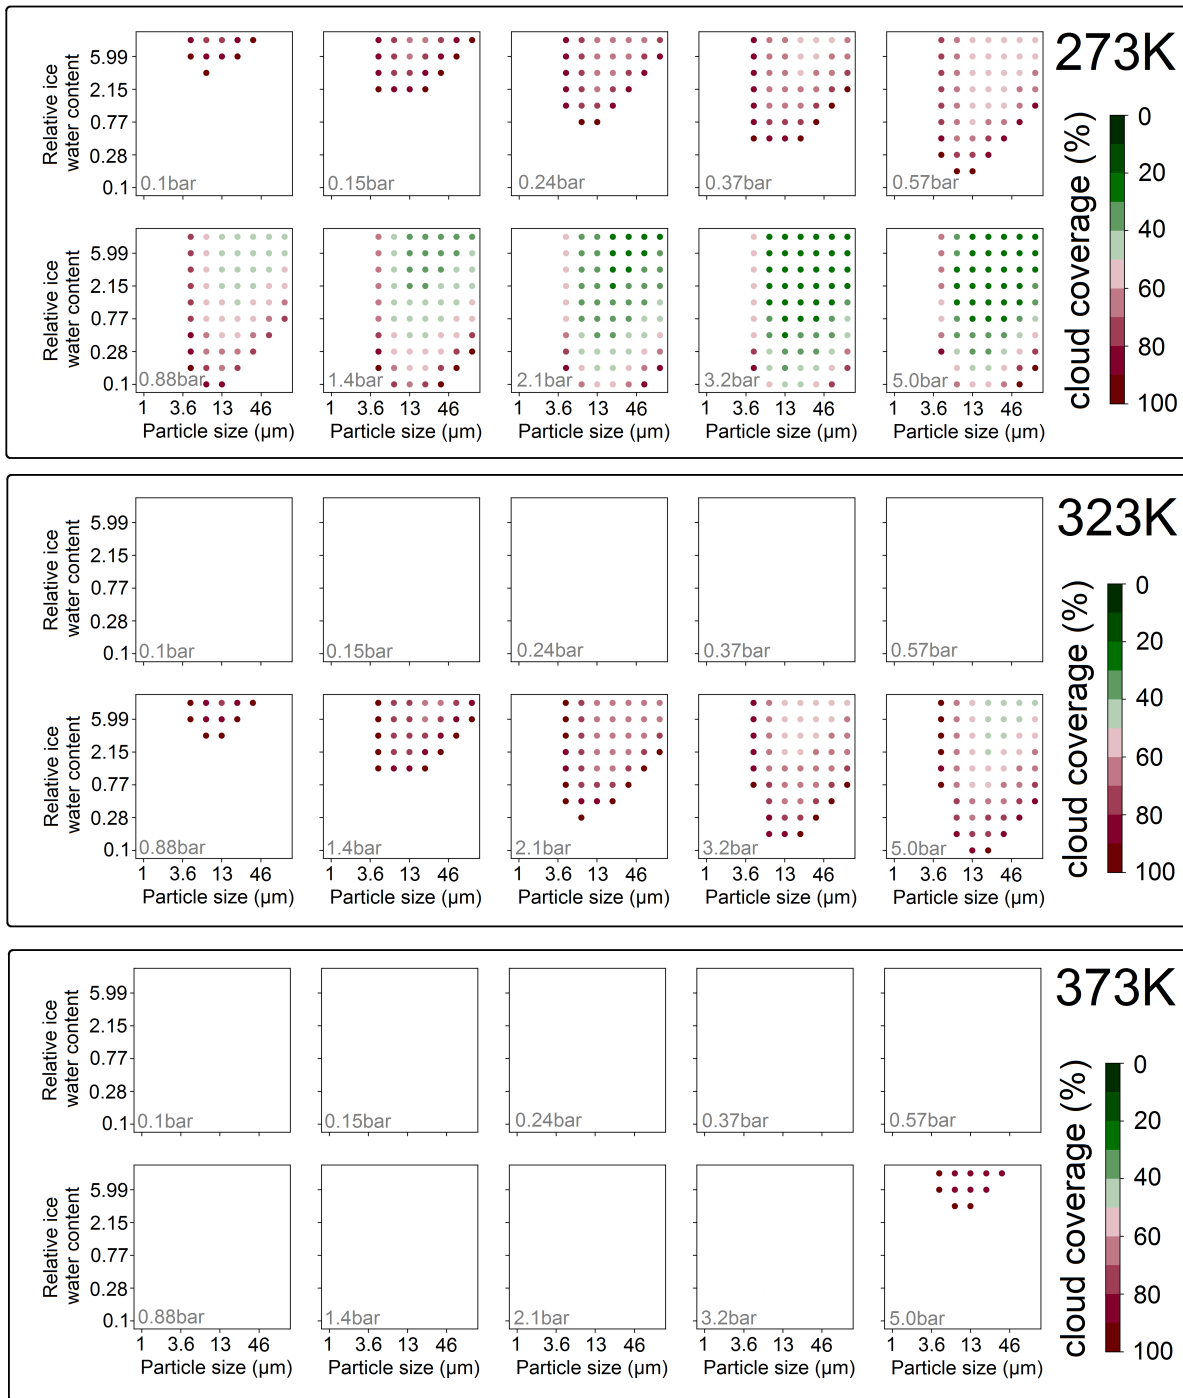 273K
Relative ice
water content
5.99
2.15
0.77
0.28
0.1
0.1bar
0.15bar
0.24bar
0.37bar
0.57bar
Relative ice
water content
5.99
2.15
0.77
0.28
0.1
0.88bar
1.4bar
2.1bar
3.2bar
5.0bar
1 3.6 13 46
1 3.6 13 46
1 3.6 13 46
1 3.6 13 46
1 3.6 13 46
Particle size (µm)
Particle size (µm)
Particle size (µm)
Particle size (µm)
Particle size (µm)
cloud coverage (%)
0
20
40
60
80
100
323K
Relative ice
water content
5.99
2.15
0.77
0.28
0.1
0.1bar
0.15bar
0.24bar
0.37bar
0.57bar
Relative ice
water content
5.99
2.15
0.77
0.28
0.1
0.88bar
1.4bar
2.1bar
3.2bar
5.0bar
1 3.6 13 46
1 3.6 13 46
1 3.6 13 46
1 3.6 13 46
1 3.6 13 46
Particle size (µm)
Particle size (µm)
Particle size (µm)
Particle size (µm)
Particle size (µm)
cloud coverage (%)
0
20
40
60
80
100
373K
Relative ice
water content
5.99
2.15
0.77
0.28
0.1
0.1bar
0.15bar
0.24bar
0.37bar
0.57bar
Relative ice
water content
5.99
2.15
0.77
0.28
0.1
0.88bar
1.4bar
2.1bar
3.2bar
5.0bar
1 3.6 13 46
1 3.6 13 46
1 3.6 13 46
1 3.6 13 46
1 3.6 13 46
Particle size (µm)
Particle size (µm)
Particle size (µm)
Particle size (µm)
Particle size (µm)
cloud coverage (%)
0
20
40
60
80
100